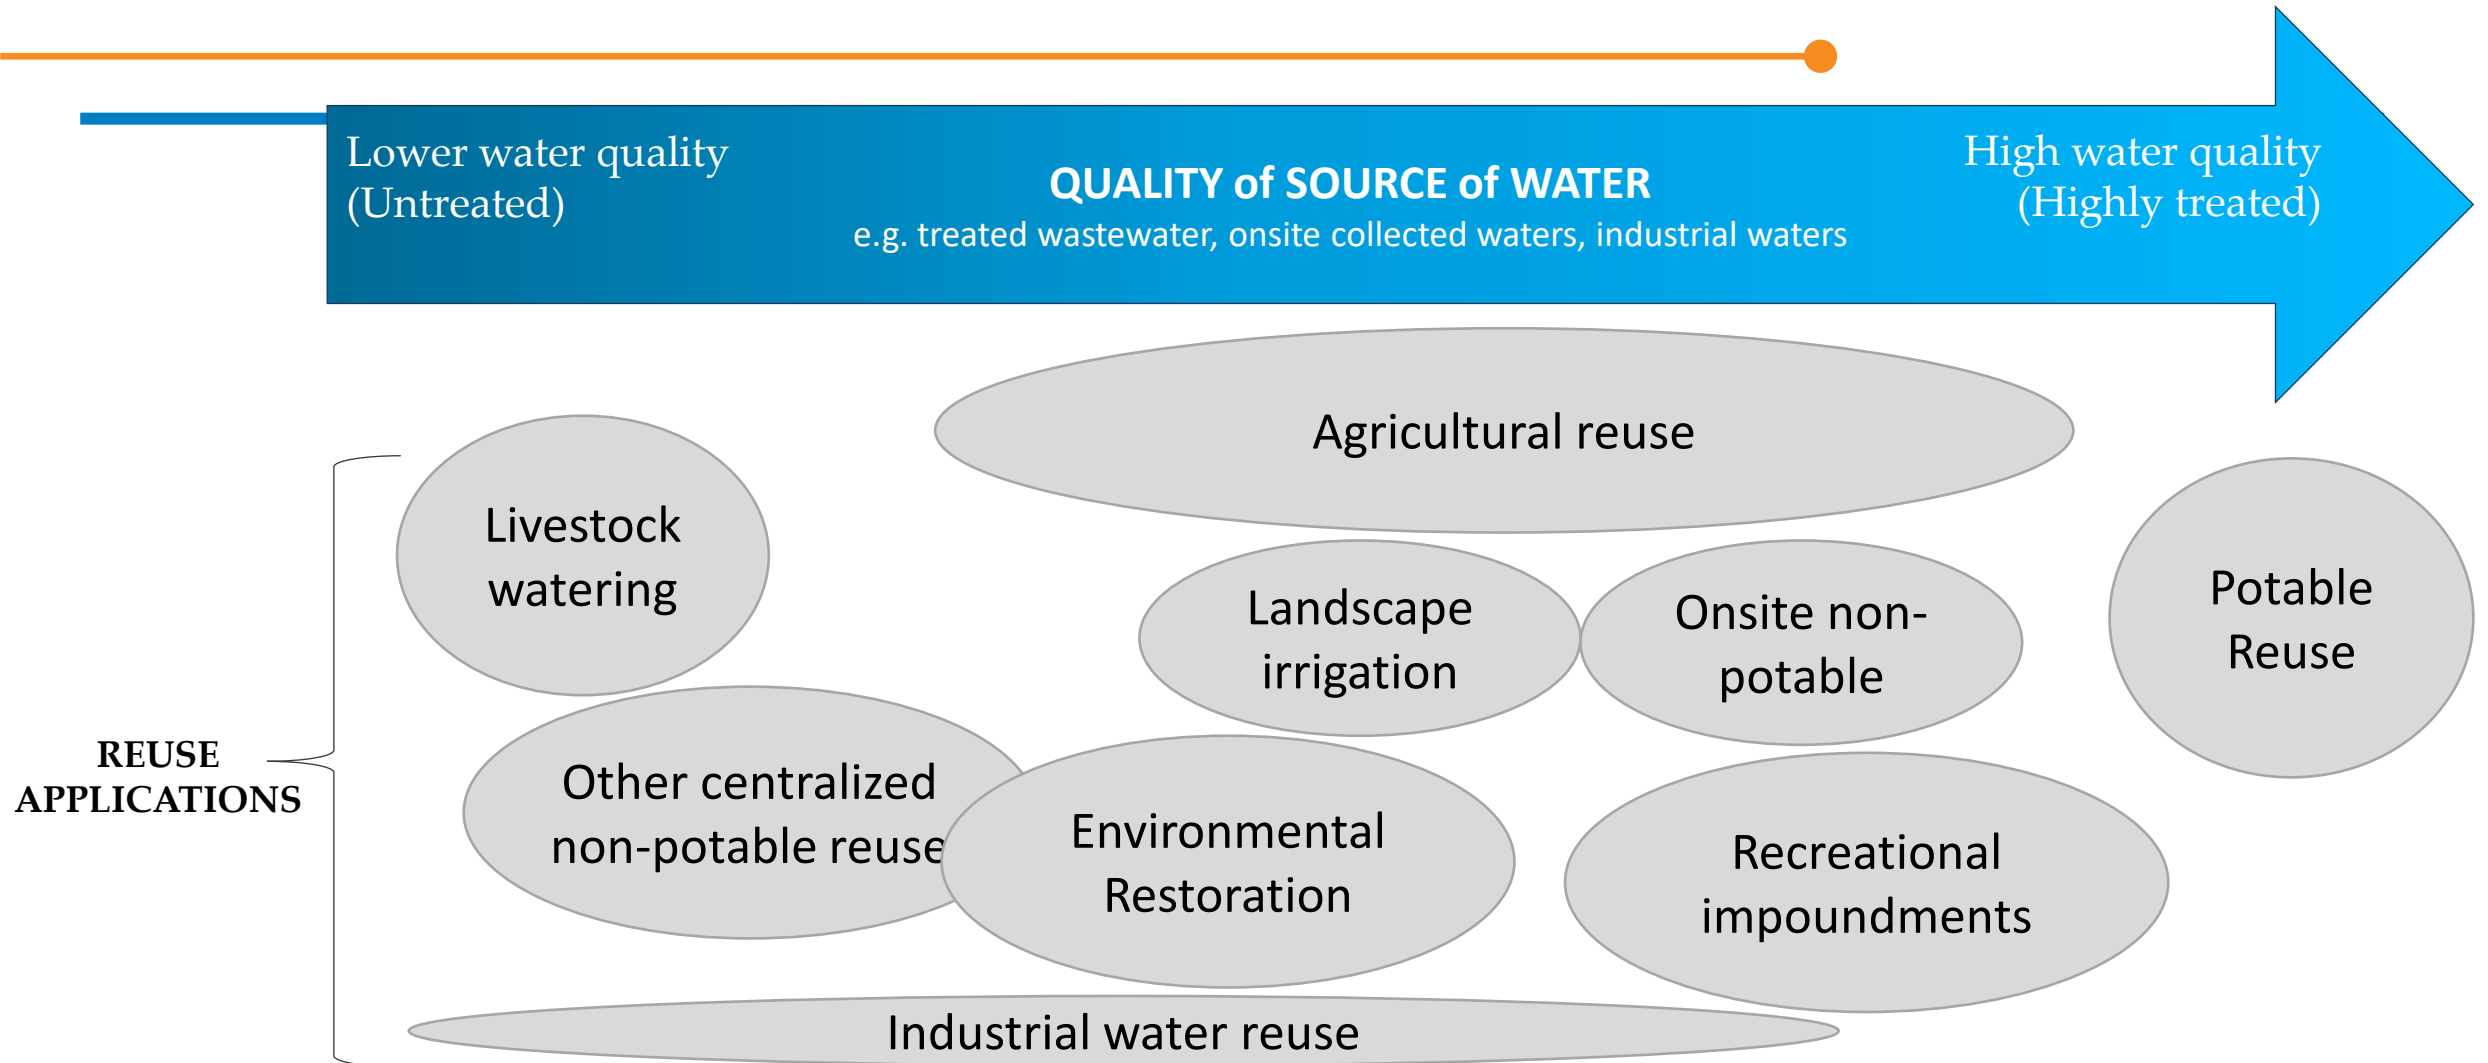 Lower water quality
(Untreated)
QUALITY of SOURCE of WATER
e.g. treated wastewater, onsite collected waters, industrial waters
High water quality
(Highly treated)
Agricultural reuse
Livestock
watering
Landscape
irrigation
Onsite non-
potable
Potable
Reuse
REUSE
APPLICATIONS
Other centralized
non-potable reuse
Environmental
Restoration
Recreational
impoundments
Industrial water reuse